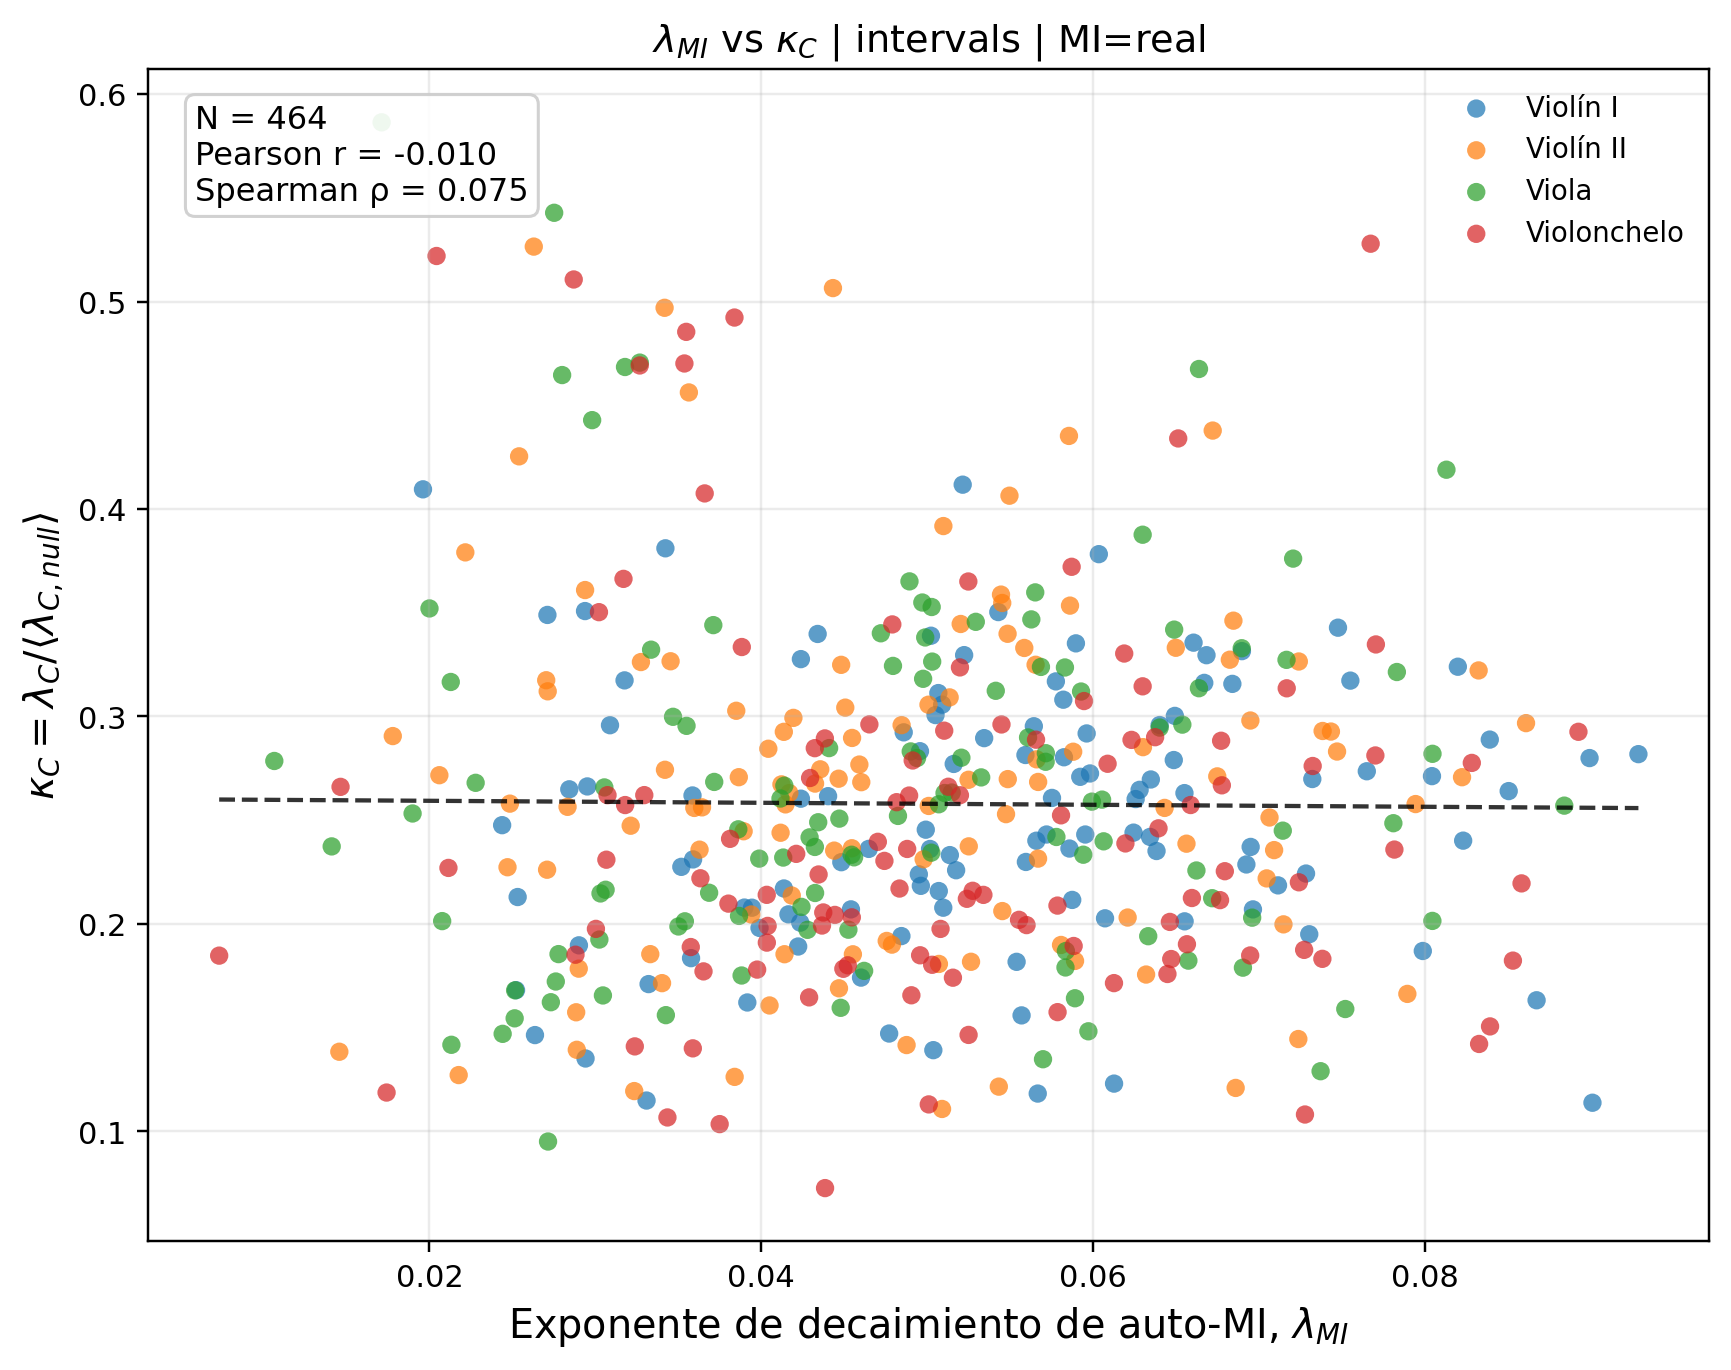 λ_MI vs κ_C | intervals | MI=real
N = 464
Pearson r = -0.010
Spearman ρ = 0.075
Violín I
Violín II
Viola
Violonchelo
κ_C = λ_C/⟨λ_C,null⟩
0.6
0.5
0.4
0.3
0.2
0.1
0.02 0.04 0.06 0.08
Exponente de decaimiento de auto-MI, λ_MI